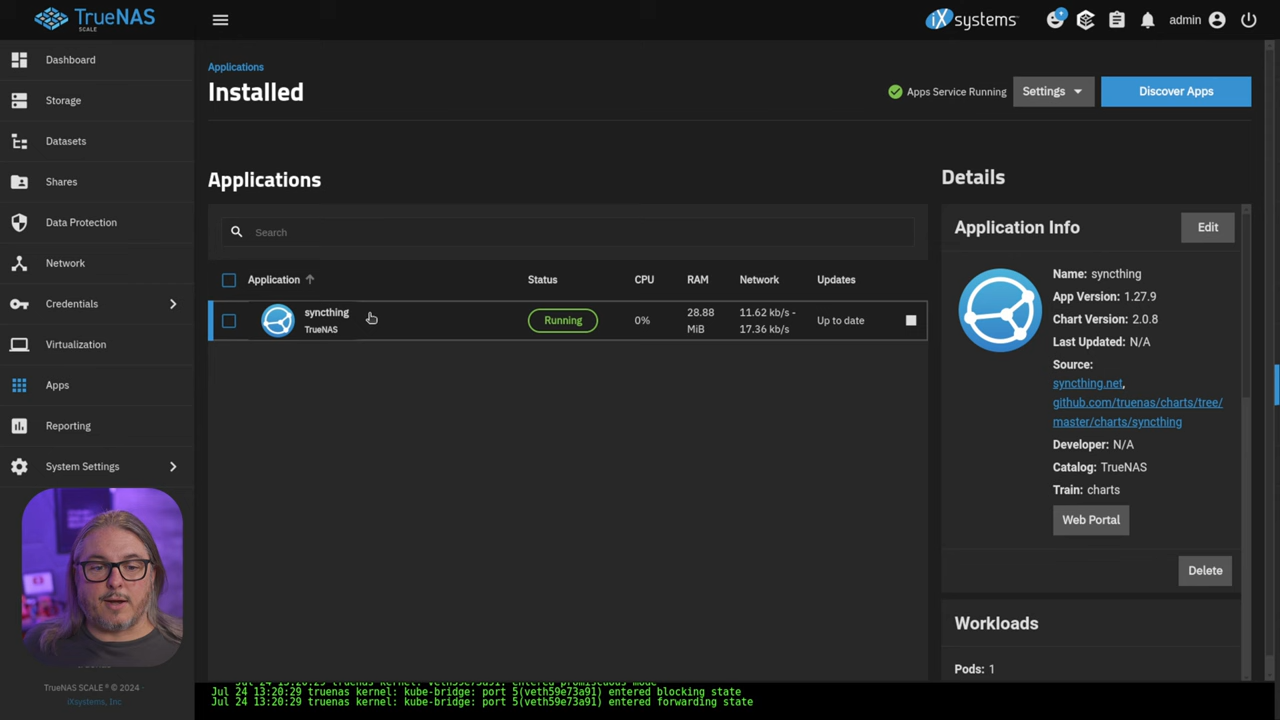 TrueNAS
SCALE
iXsystems
admin
Dashboard
Storage
Datasets
Shares
Data Protection
Network
Credentials
Virtualization
Apps
Reporting
System Settings
TrueNAS SCALE ® © 2024 -
iXsystems, Inc
Applications
Installed
Apps Service Running
Settings
Discover Apps
Applications
Search
Application
Status
CPU
RAM
Network
Updates
syncthing
TrueNAS
Running
0%
28.88
MiB
11.62 kb/s -
17.36 kb/s
Up to date
Details
Application Info
Edit
Name: syncthing
App Version: 1.27.9
Chart Version: 2.0.8
Last Updated: N/A
Source:
syncthing.net,
github.com/truenas/charts/tree/
master/charts/syncthing
Developer: N/A
Catalog: TrueNAS
Train: charts
Web Portal
Delete
Workloads
Pods: 1
Jul 24 13:20:29 truenas kernel: kube-bridge: port 5(veth59e73a91) entered blocking state
Jul 24 13:20:29 truenas kernel: kube-bridge: port 5(veth59e73a91) entered forwarding state